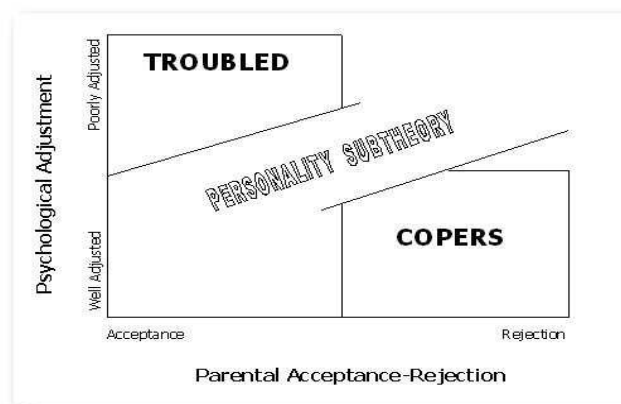 TROUBLED
Poorly Adjusted
Psychological Adjustment
PERSONALITY SUBTHEORY
COPERS
Well Adjusted
Acceptance
Rejection
Parental Acceptance-Rejection